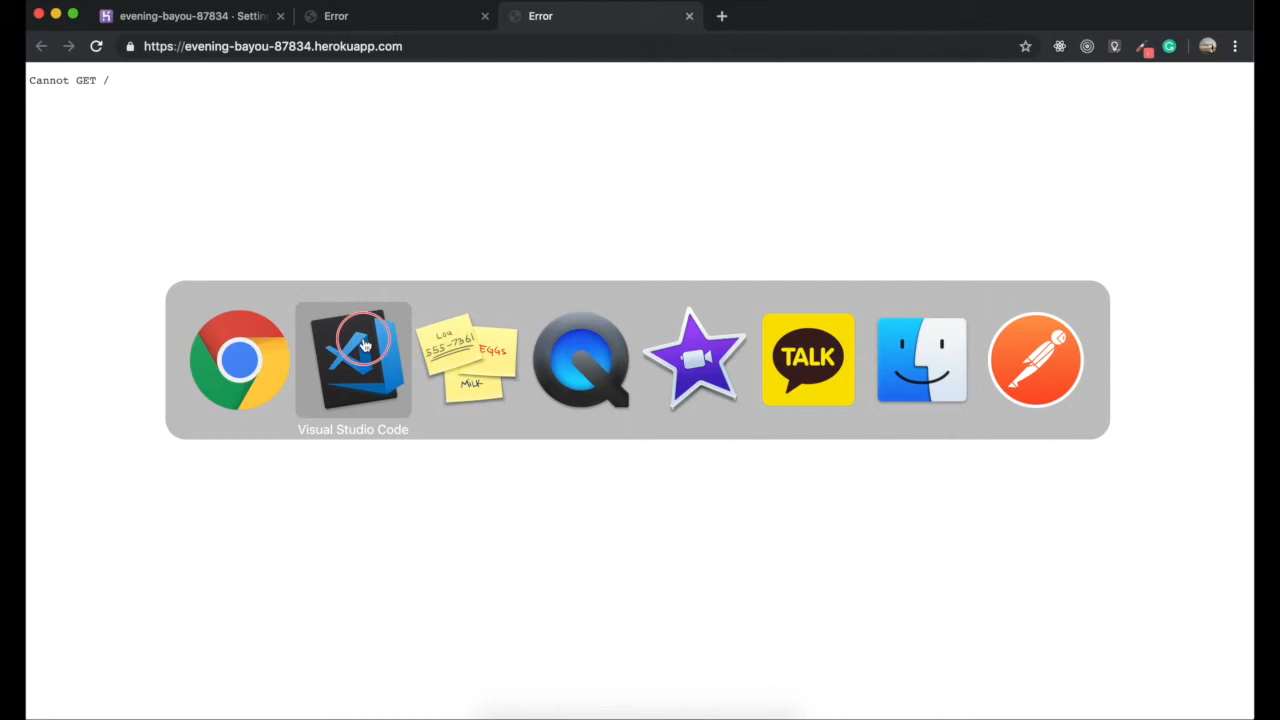 evening-bayou-87834 · Settin
Error
Error
https://evening-bayou-87834.herokuapp.com
Cannot GET /
LOU
555-7361
EGGs
MILK
TALK
Visual Studio Code